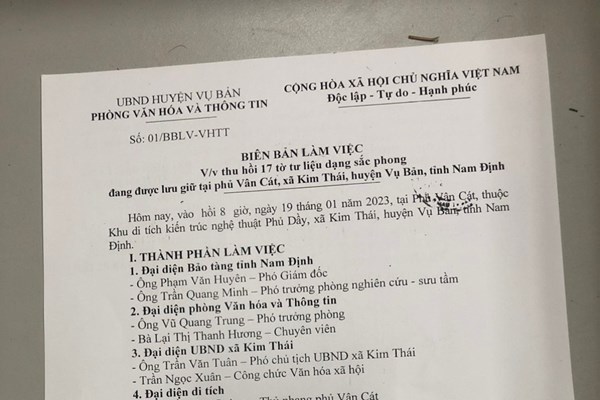 UBND HUYỆN VỤ BẢN
PHÒNG VĂN HÓA VÀ THÔNG TIN
CỘNG HÒA XÃ HỘI CHỦ NGHĨA VIỆT NAM
Độc lập - Tự do - Hạnh phúc
Số: 01/BBLV-VHTT
BIÊN BẢN LÀM VIỆC
V/v thu hồi 17 tờ tư liệu dạng sắc phong
đang được lưu giữ tại phủ Vân Cát, xã Kim Thái, huyện Vụ Bản, tỉnh Nam Định
Hôm nay, vào hồi 8 giờ, ngày 19 tháng 01 năm 2023, tại Phủ Vân Cát, thuộc
Khu di tích kiến trúc nghệ thuật Phủ Dầy, xã Kim Thái, huyện Vụ Bản, tỉnh Nam
Định.
I. THÀNH PHẦN LÀM VIỆC
1. Đại diện Bảo tàng tỉnh Nam Định
- Ông Phạm Văn Huyên – Phó Giám đốc
- Ông Trần Quang Minh – Phó trưởng phòng nghiên cứu - sưu tầm
2. Đại diện phòng Văn hóa và Thông tin
- Ông Vũ Quang Trung – Phó trưởng phòng
- Bà Lại Thị Thanh Hương – Chuyên viên
3. Đại diện UBND xã Kim Thái
- Ông Trần Văn Tuân – Phó chủ tịch UBND xã Kim Thái
- Trần Ngọc Xuân – Công chức Văn hóa xã hội
4. Đại diện di tích
phủ Vân Cát